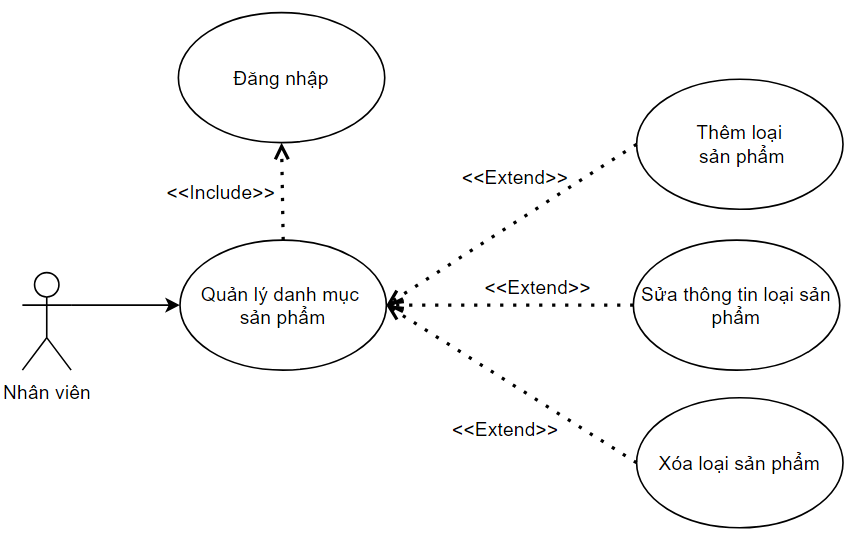 Đăng nhập
<<Include>>
<<Extend>>
Thêm loại
sản phẩm
Quản lý danh mục
sản phẩm
<<Extend>>
Sửa thông tin loại sản
phẩm
Nhân viên
<<Extend>>
Xóa loại sản phẩm